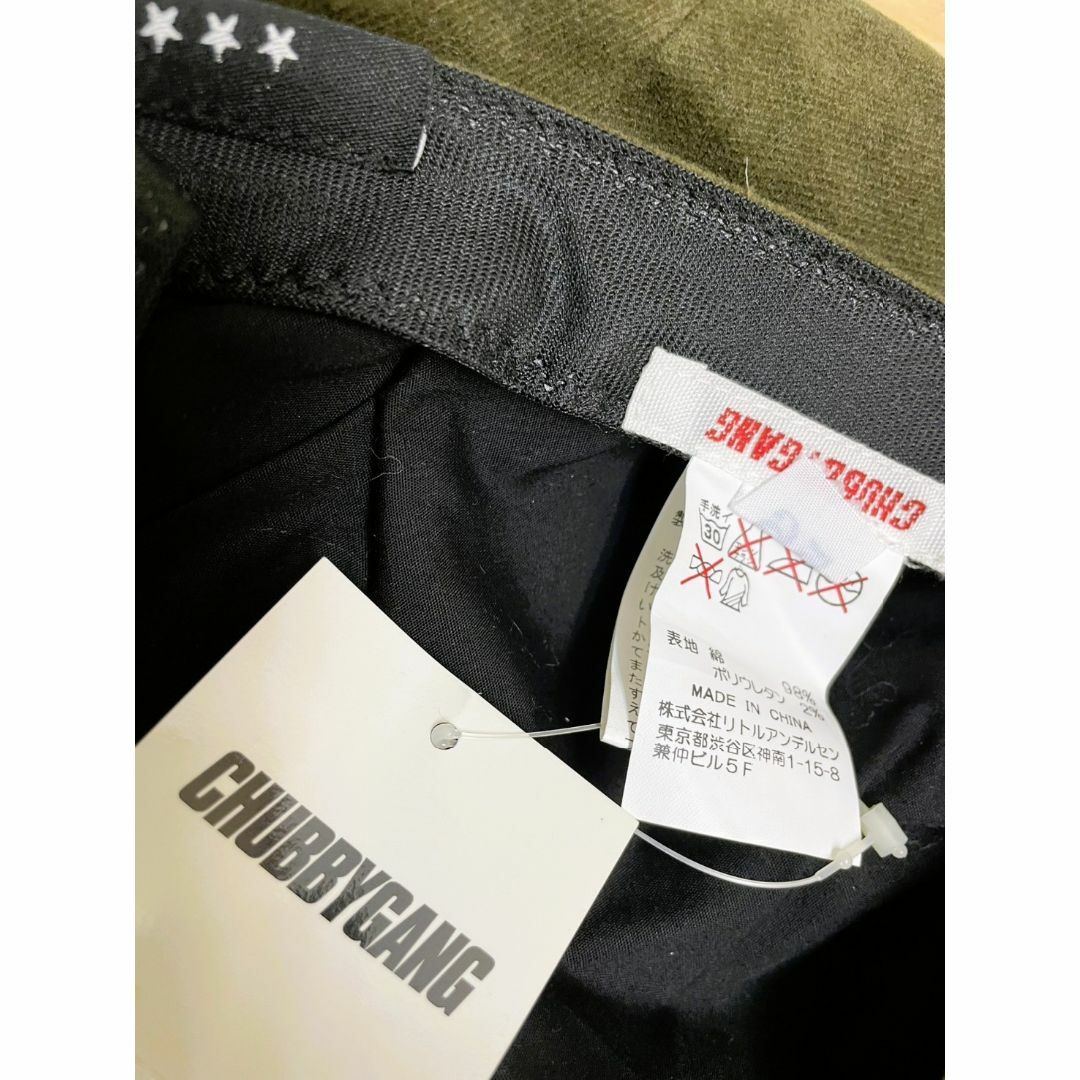 CHUBBY GANG
手洗イ
30
表地 綿 98%
ポリウレタン 2%
MADE IN CHINA
株式会社リトルアンデルセン
東京都渋谷区神南1-15-8
兼仲ビル5F
CHUBBYGANG